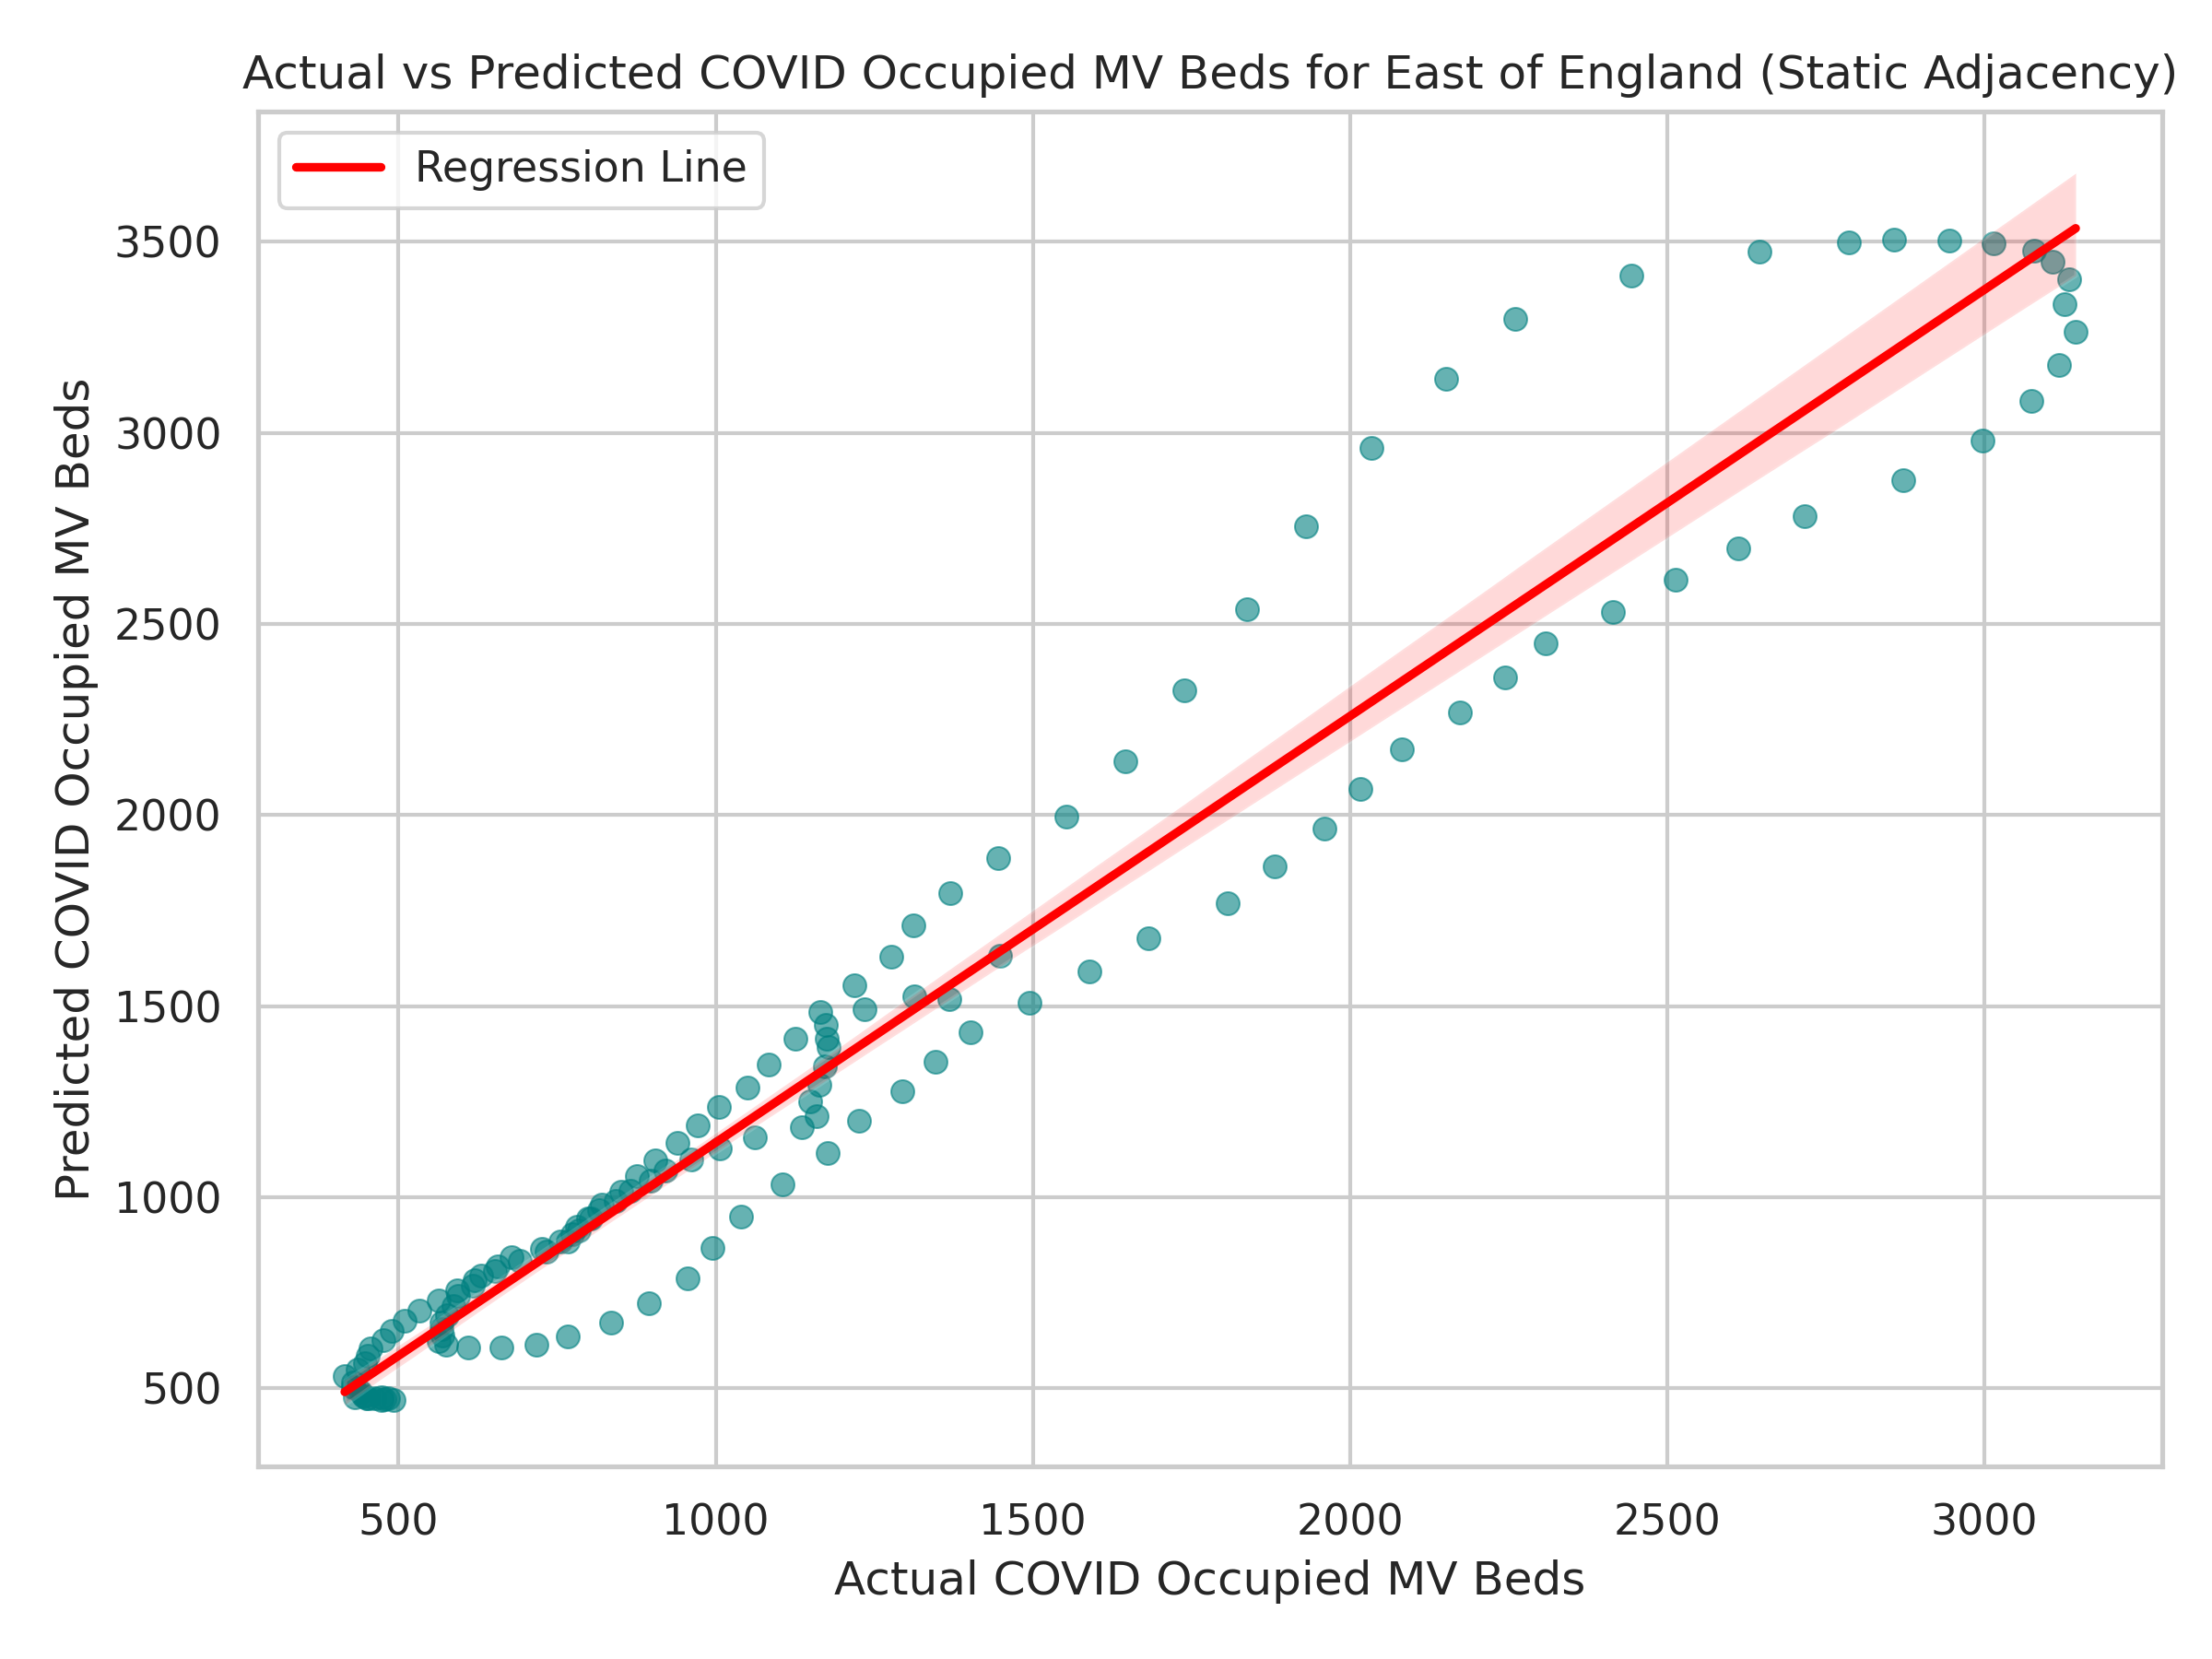 Actual vs Predicted COVID Occupied MV Beds for East of England (Static Adjacency)
Regression Line
Predicted COVID Occupied MV Beds
3500
3000
2500
2000
1500
1000
500
500 1000 1500 2000 2500 3000
Actual COVID Occupied MV Beds